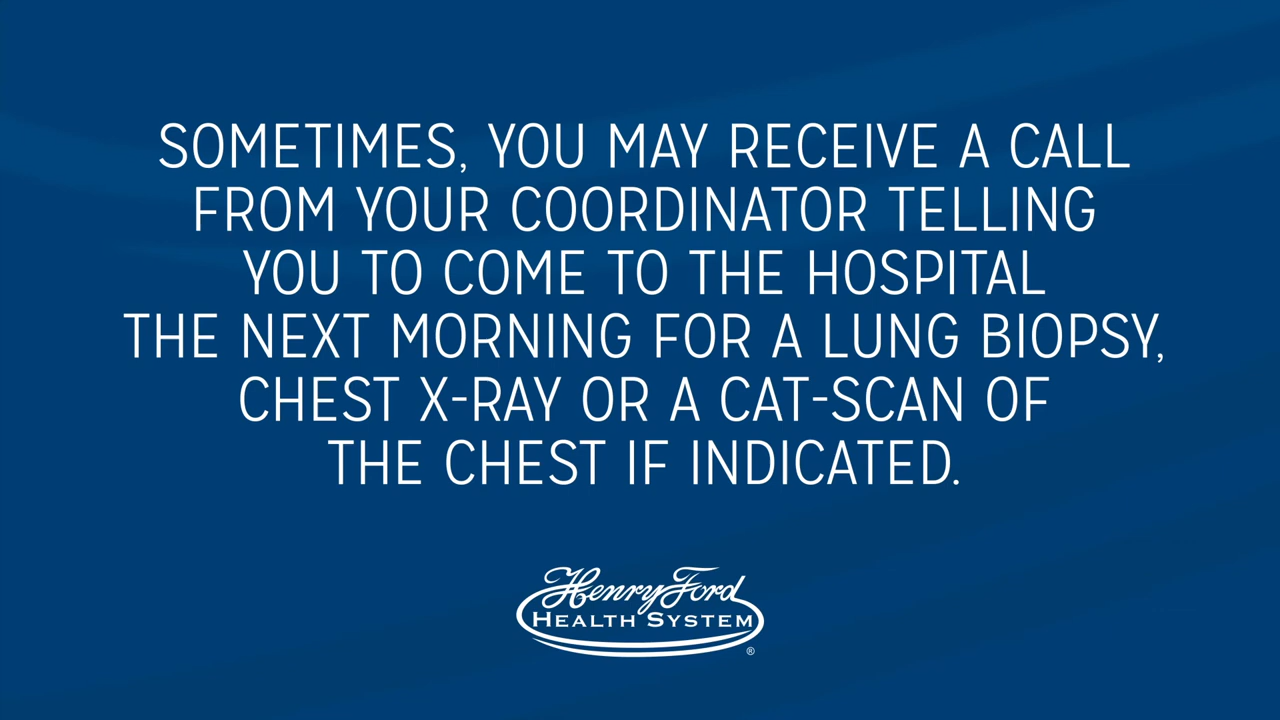 SOMETIMES, YOU MAY RECEIVE A CALL
FROM YOUR COORDINATOR TELLING
YOU TO COME TO THE HOSPITAL
THE NEXT MORNING FOR A LUNG BIOPSY,
CHEST X-RAY OR A CAT-SCAN OF
THE CHEST IF INDICATED.
Henry Ford
HEALTH SYSTEM
®